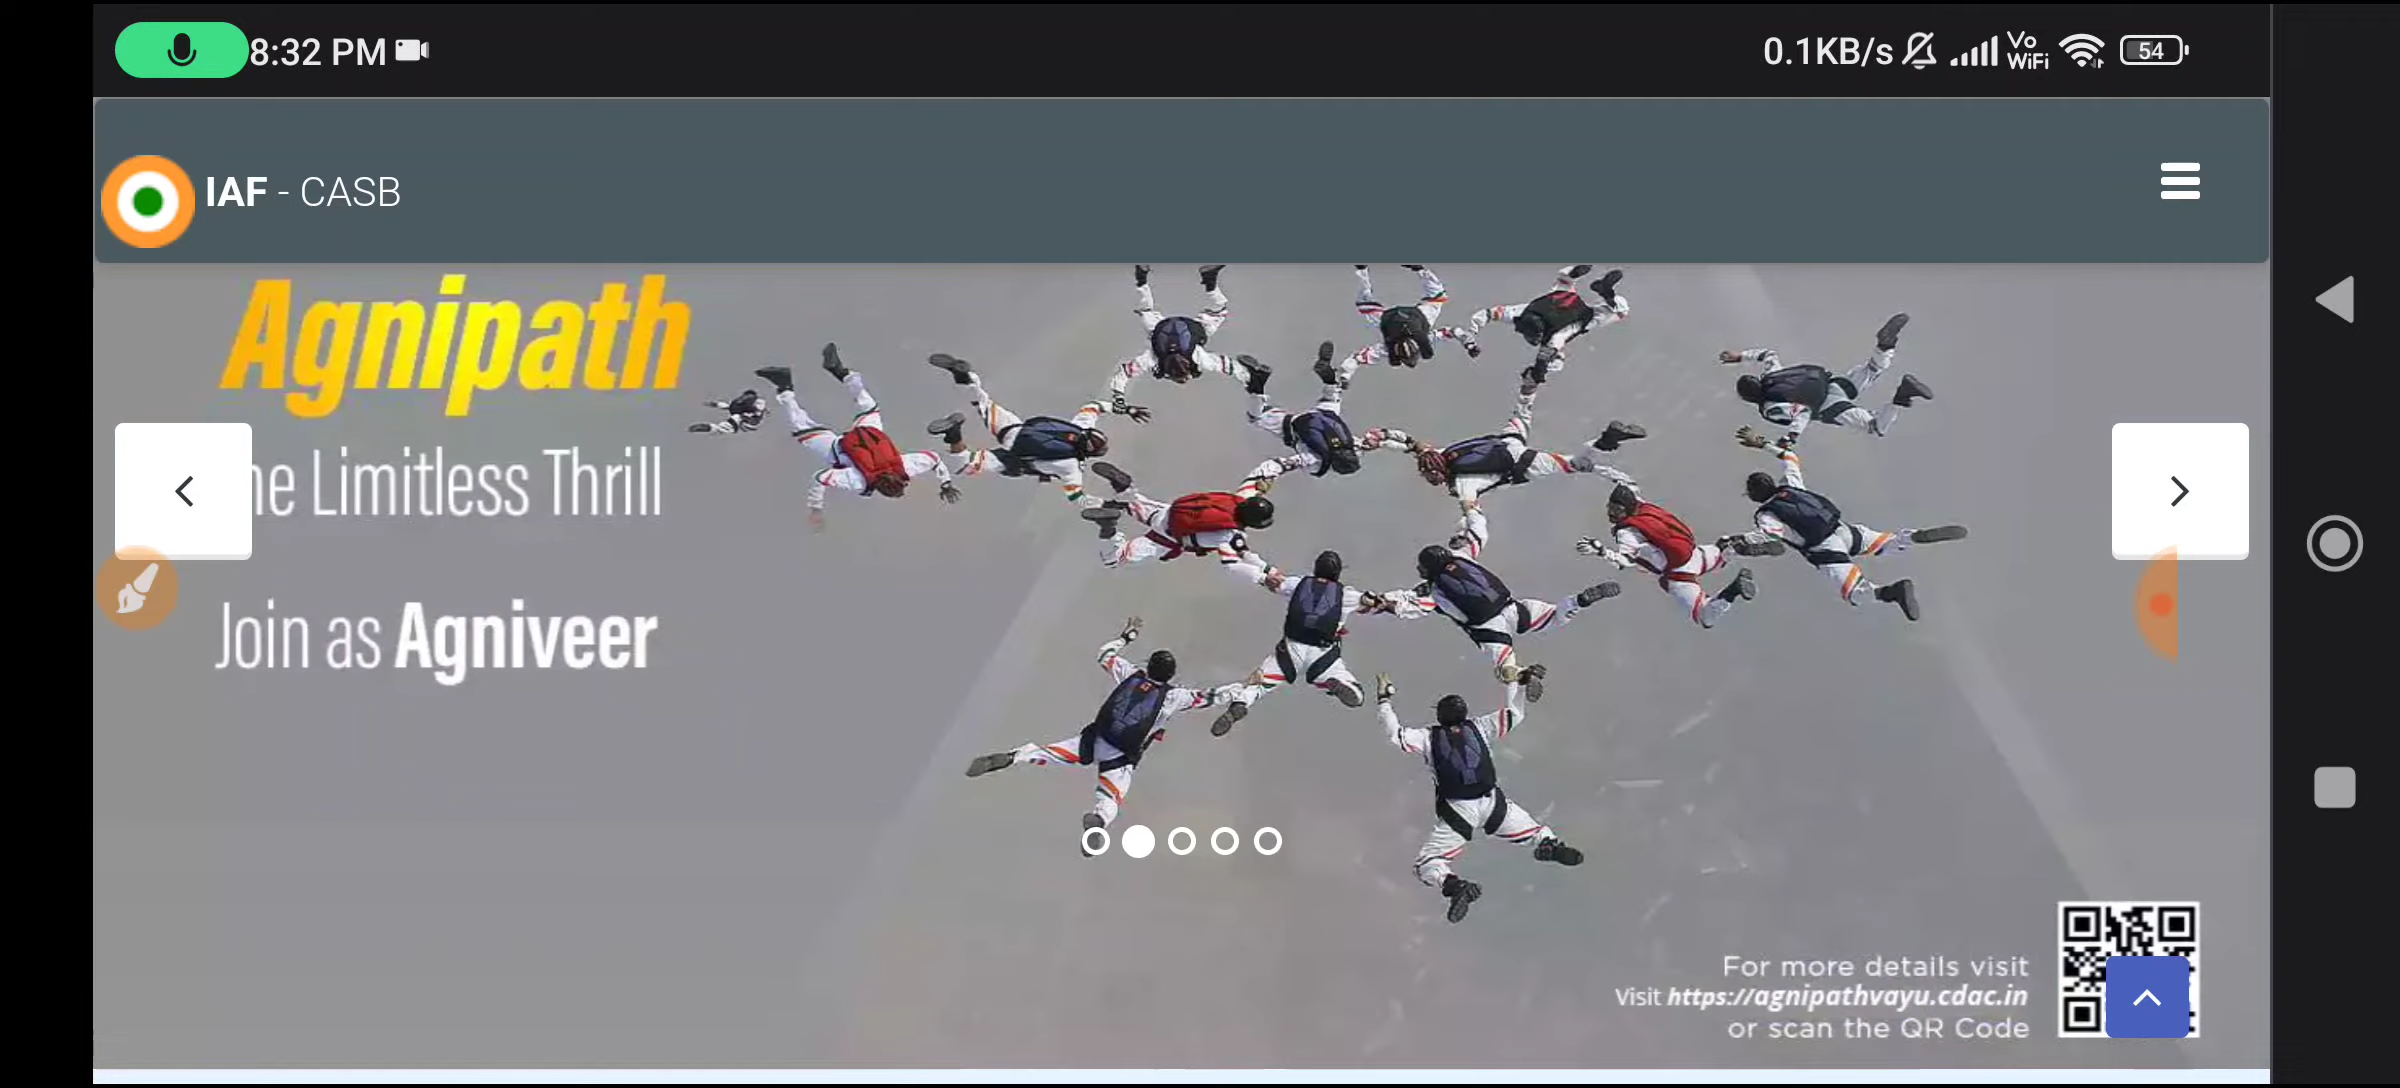 8:32 PM
0.1KB/s
Vo
WiFi
54
IAF - CASB
Agnipath
he Limitless Thrill
Join as Agniveer
For more details visit
Visit https://agnipathvayu.cdac.in
or scan the QR Code